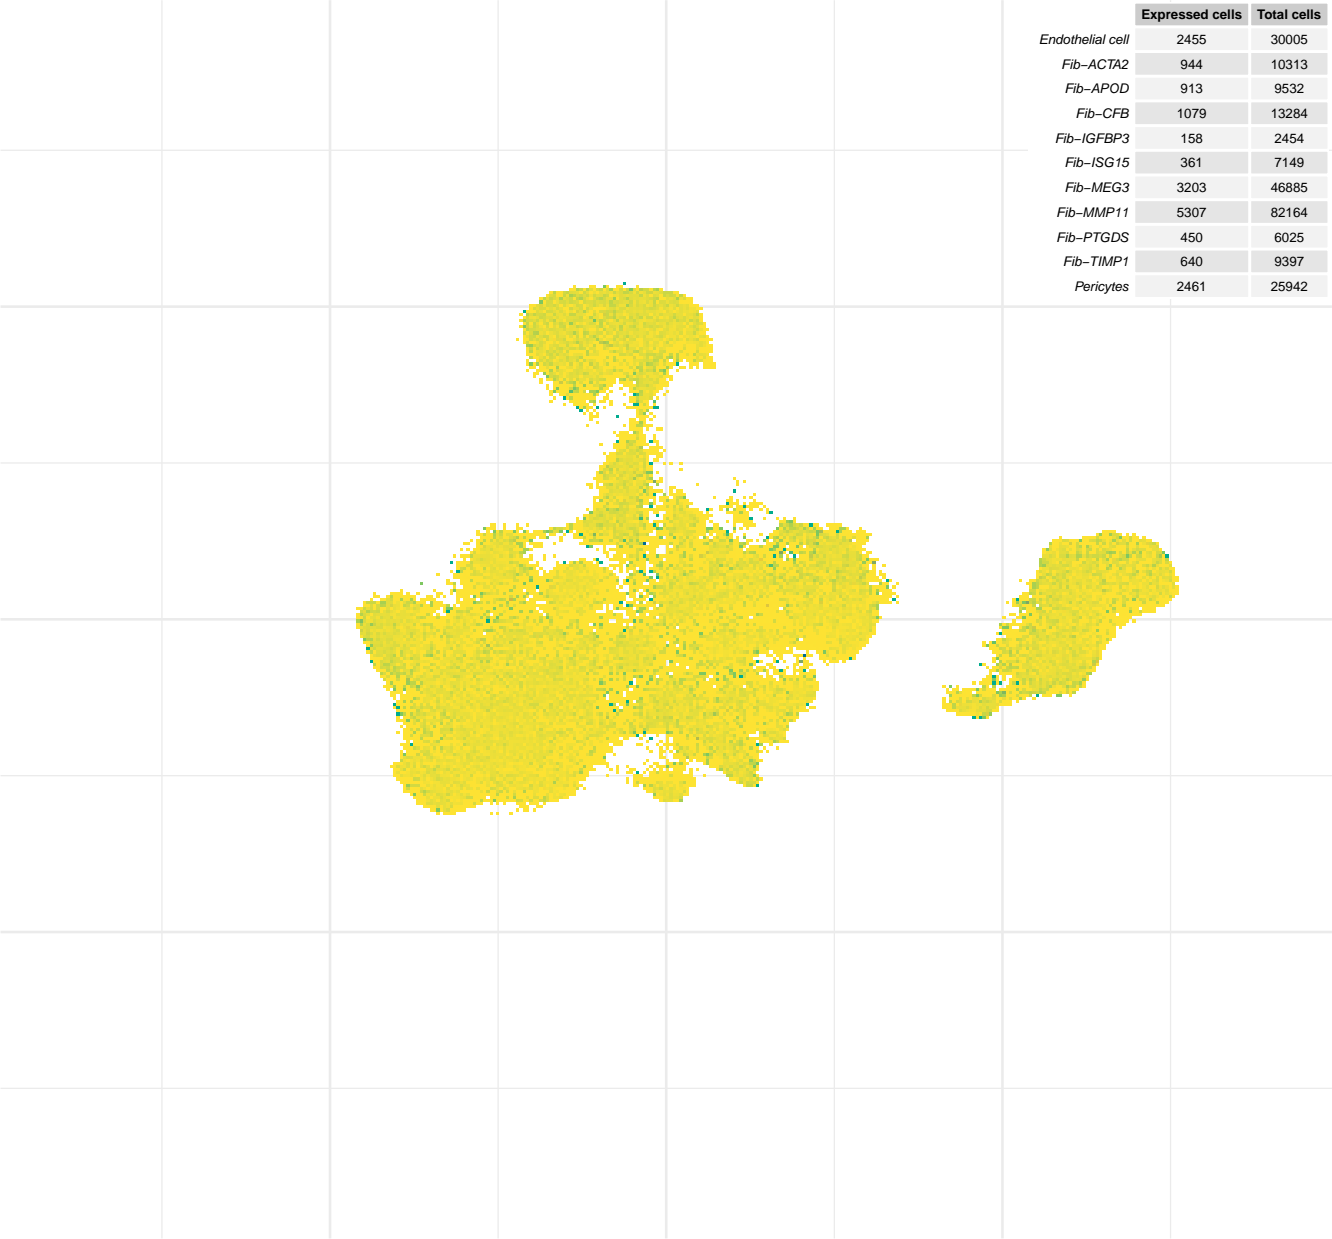 Expressed cells Total cells
Endothelial cell 2455 30005
Fib−ACTA2 944 10313
Fib−APOD 913 9532
Fib−CFB 1079 13284
Fib−IGFBP3 158 2454
Fib−ISG15 361 7149
Fib−MEG3 3203 46885
Fib−MMP11 5307 82164
Fib−PTGDS 450 6025
Fib−TIMP1 640 9397
Pericytes 2461 25942